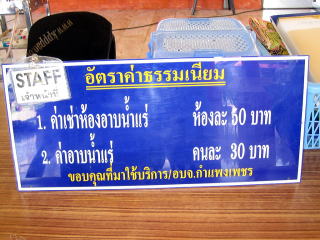 STAFF
เจ้าหน้าที่
อัตราค่าธรรมเนียม
1. ค่าเช่าห้องอาบน้ำแร่ ห้องละ 50 บาท
2. ค่าอาบน้ำแร่ คนละ 30 บาท
ขอบคุณที่มาใช้บริการ/อบจ.กำแพงเพชร